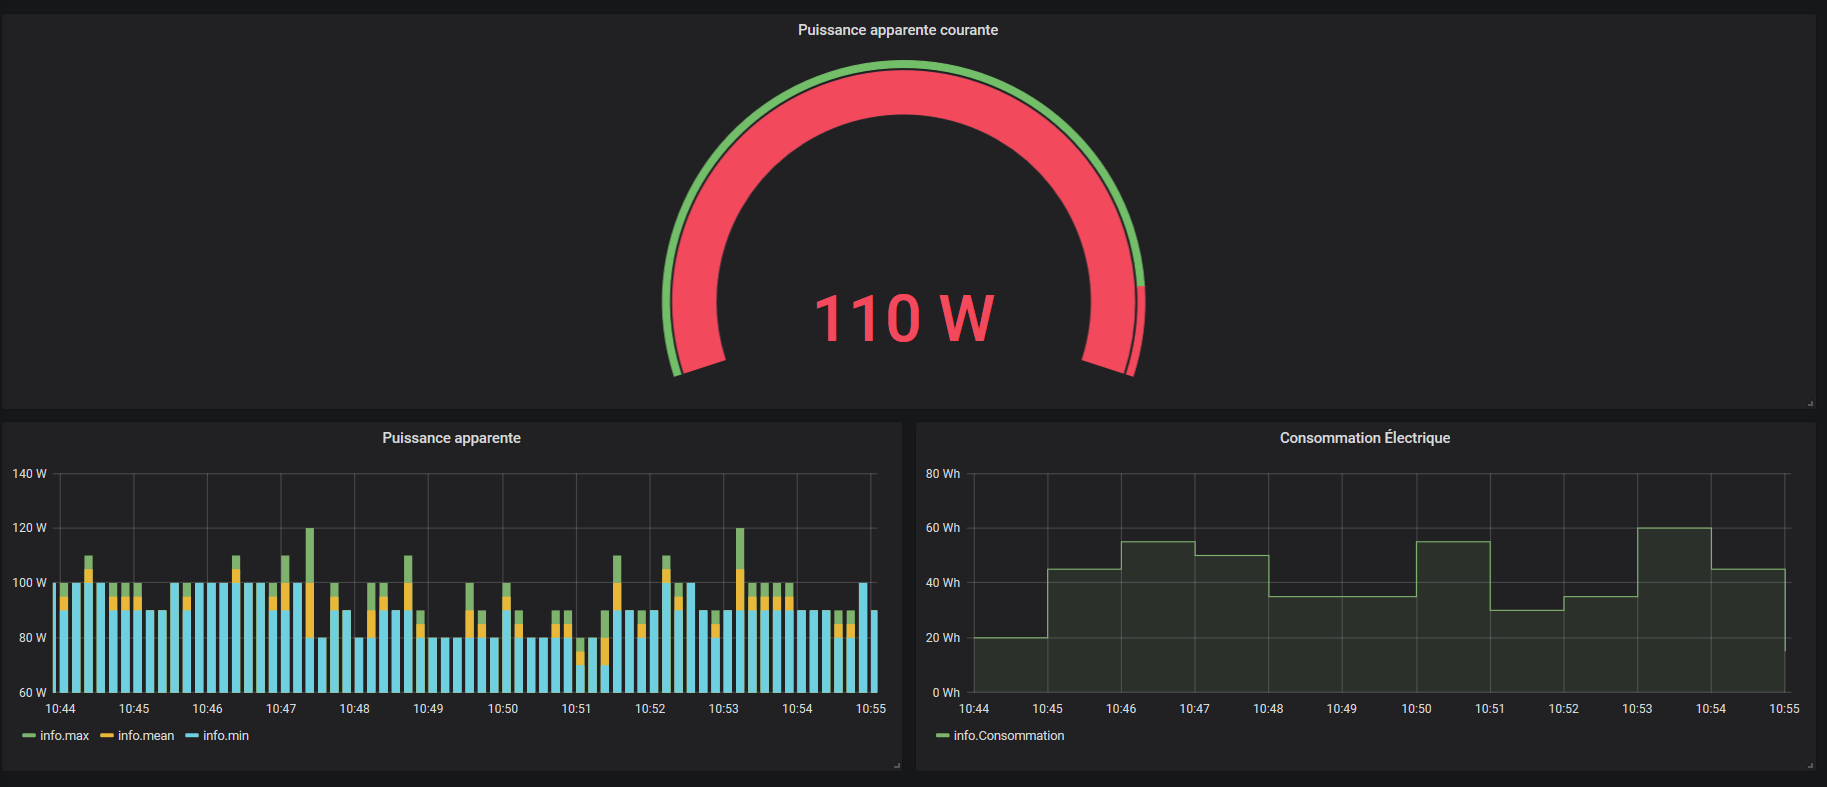 Puissance apparente courante
110 W
Puissance apparente
140 W
120 W
100 W
80 W
60 W
10:44 10:45 10:46 10:47 10:48 10:49 10:50 10:51 10:52 10:53 10:54 10:55
info.max info.mean info.min
Consommation Électrique
80 Wh
60 Wh
40 Wh
20 Wh
0 Wh
10:44 10:45 10:46 10:47 10:48 10:49 10:50 10:51 10:52 10:53 10:54 10:55
info.Consommation